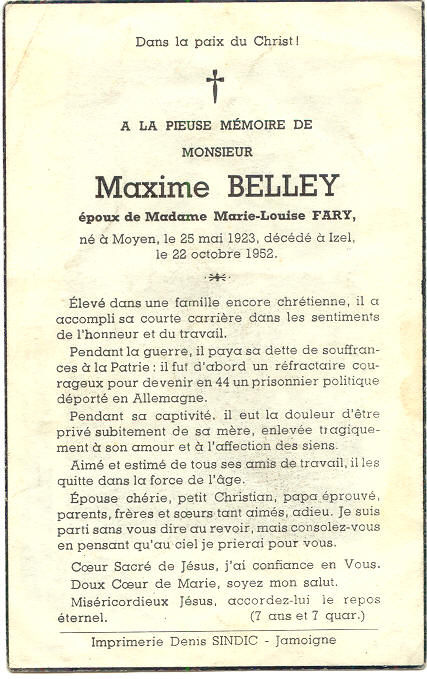 Dans la paix du Christ!
A LA PIEUSE MÉMOIRE DE
MONSIEUR
Maxime BELLEY
époux de Madame Marie-Louise FARY,
né à Moyen, le 25 mai 1923, décédé à Izel,
le 22 octobre 1952.
Élevé dans une famille encore chrétienne, il a
accompli sa courte carrière dans les sentiments
de l'honneur et du travail.
Pendant la guerre, il paya sa dette de souffran-
ces à la Patrie : il fut d'abord un réfractaire cou-
rageux pour devenir en 44 un prisonnier politique
déporté en Allemagne.
Pendant sa captivité, il eut la douleur d'être
privé subitement de sa mère, enlevée tragique-
ment à son amour et à l'affection des siens.
Aimé et estimé de tous ses amis de travail, il les
quitte dans la force de l'âge.
Épouse chérie, petit Christian, papa éprouvé,
parents, frères et sœurs tant aimés, adieu. Je suis
parti sans vous dire au revoir, mais consolez-vous
en pensant qu'au ciel je prierai pour vous.
Cœur Sacré de Jésus, j'ai confiance en Vous.
Doux Cœur de Marie, soyez mon salut.
Miséricordieux Jésus, accordez-lui le repos
éternel. (7 ans et 7 quar.)
Imprimerie Denis SINDIC - Jamoigne